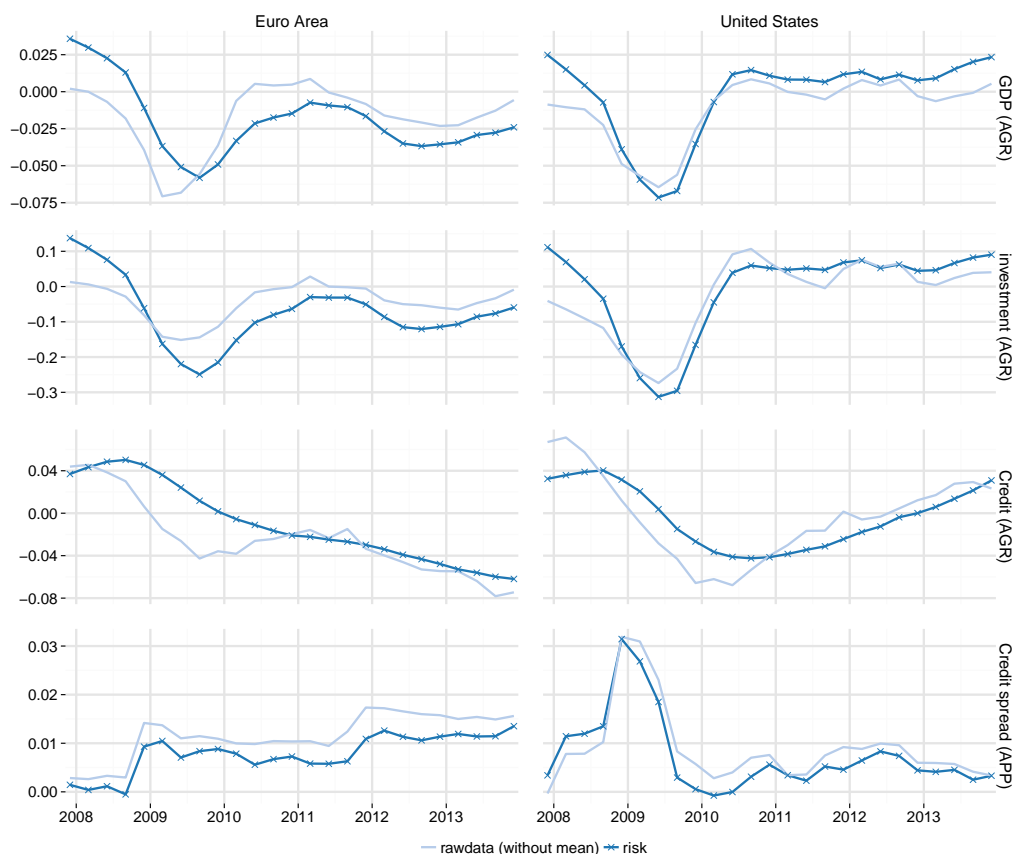 Euro Area
United States
0.025
0.000
−0.025
−0.050
−0.075
GDP (AGR)
0.1
0.0
−0.1
−0.2
−0.3
investment (AGR)
0.04
0.00
−0.04
−0.08
Credit (AGR)
0.03
0.02
0.01
0.00
Credit spread (APP)
2008 2009 2010 2011 2012 2013 2008 2009 2010 2011 2012 2013
rawdata (without mean) risk